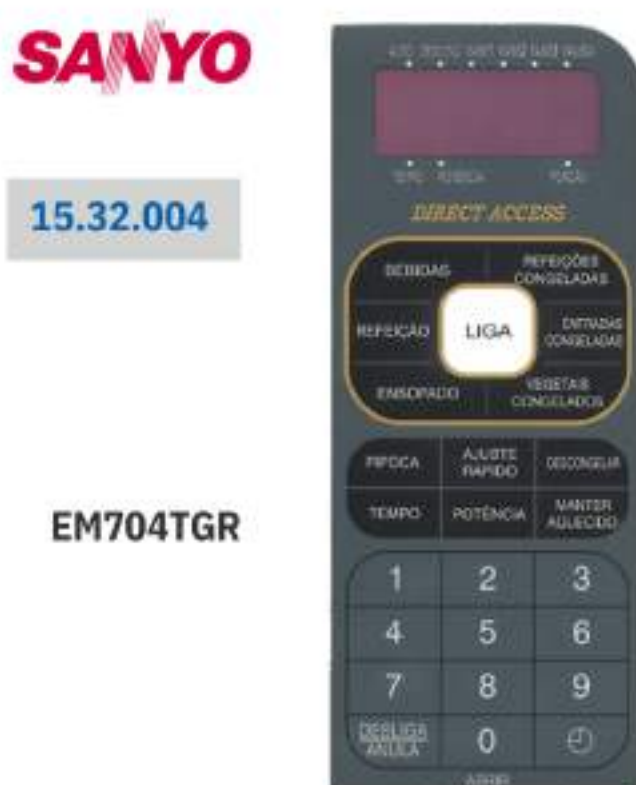 SANYO
15.32.004
EM704TGR
DIRECT ACCESS
BEBIDAS
REFEIÇÕES
CONGELADAS
REFEIÇÃO
LIGA
ENTRADAS
CONGELADAS
ENSOPADO
VEGETAIS
CONGELADOS
PIPOCA
AJUSTE
RÁPIDO
DESCONGELAR
TEMPO
POTÊNCIA
MANTER
AQUECIDO
1
2
3
4
5
6
7
8
9
DESLIGA
ANULA
0
ABRIR